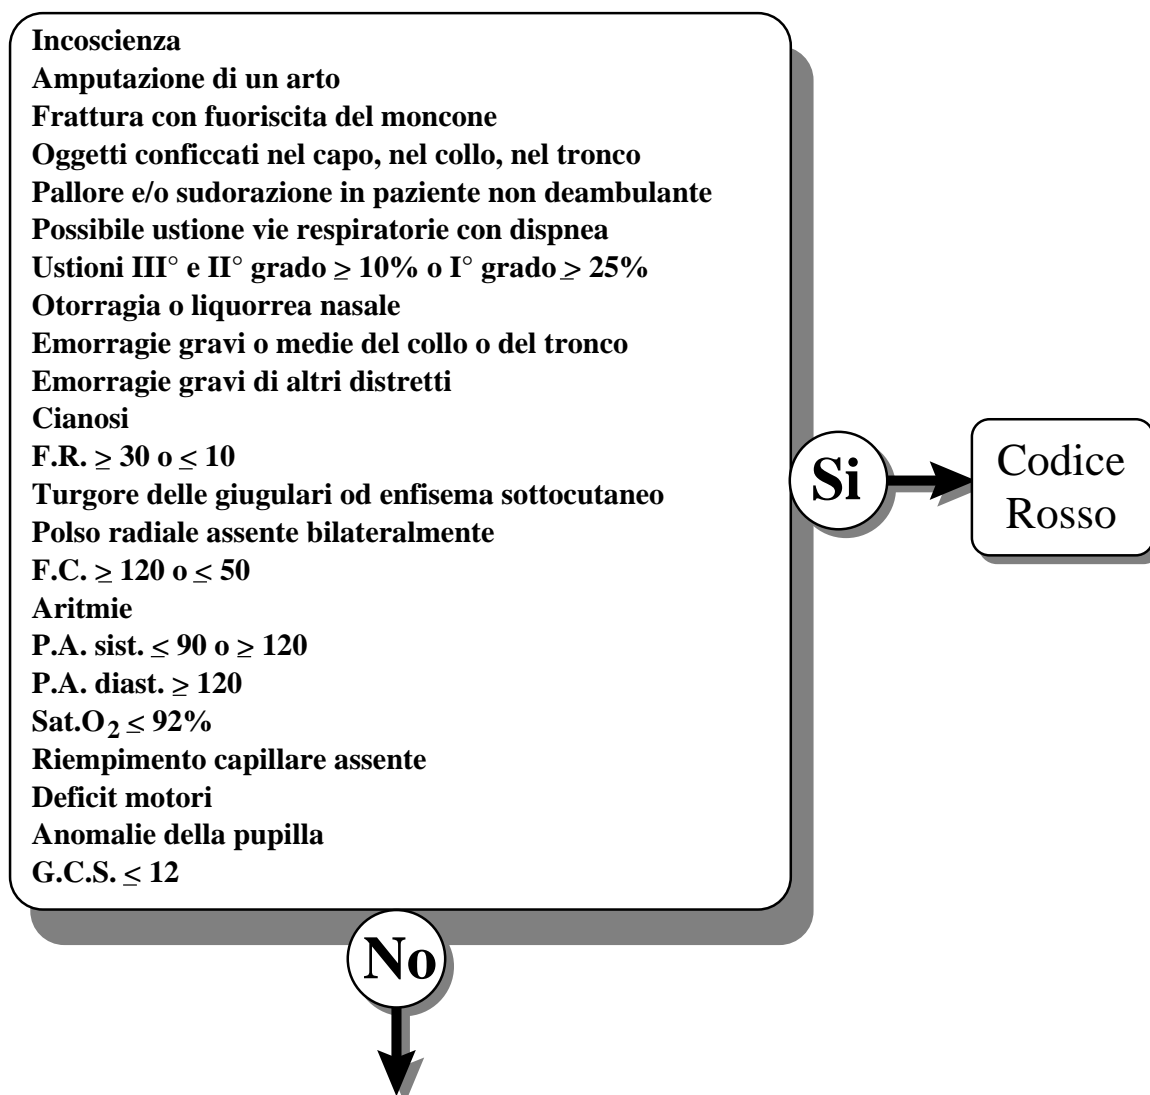 Incoscienza
Amputazione di un arto
Frattura con fuoriscita del moncone
Oggetti conficcati nel capo, nel collo, nel tronco
Pallore e/o sudorazione in paziente non deambulante
Possibile ustione vie respiratorie con dispnea
Ustioni III° e II° grado ≥ 10% o I° grado ≥ 25%
Otorragia o liquorrea nasale
Emorragie gravi o medie del collo o del tronco
Emorragie gravi di altri distretti
Cianosi
F.R. ≥ 30 o ≤ 10
Turgore delle giugulari od enfisema sottocutaneo
Polso radiale assente bilateralmente
F.C. ≥ 120 o ≤ 50
Aritmie
P.A. sist. ≤ 90 o ≥ 120
P.A. diast. ≥ 120
Sat.O2 ≤ 92%
Riempimento capillare assente
Deficit motori
Anomalie della pupilla
G.C.S. ≤ 12
Si
Codice
Rosso
No